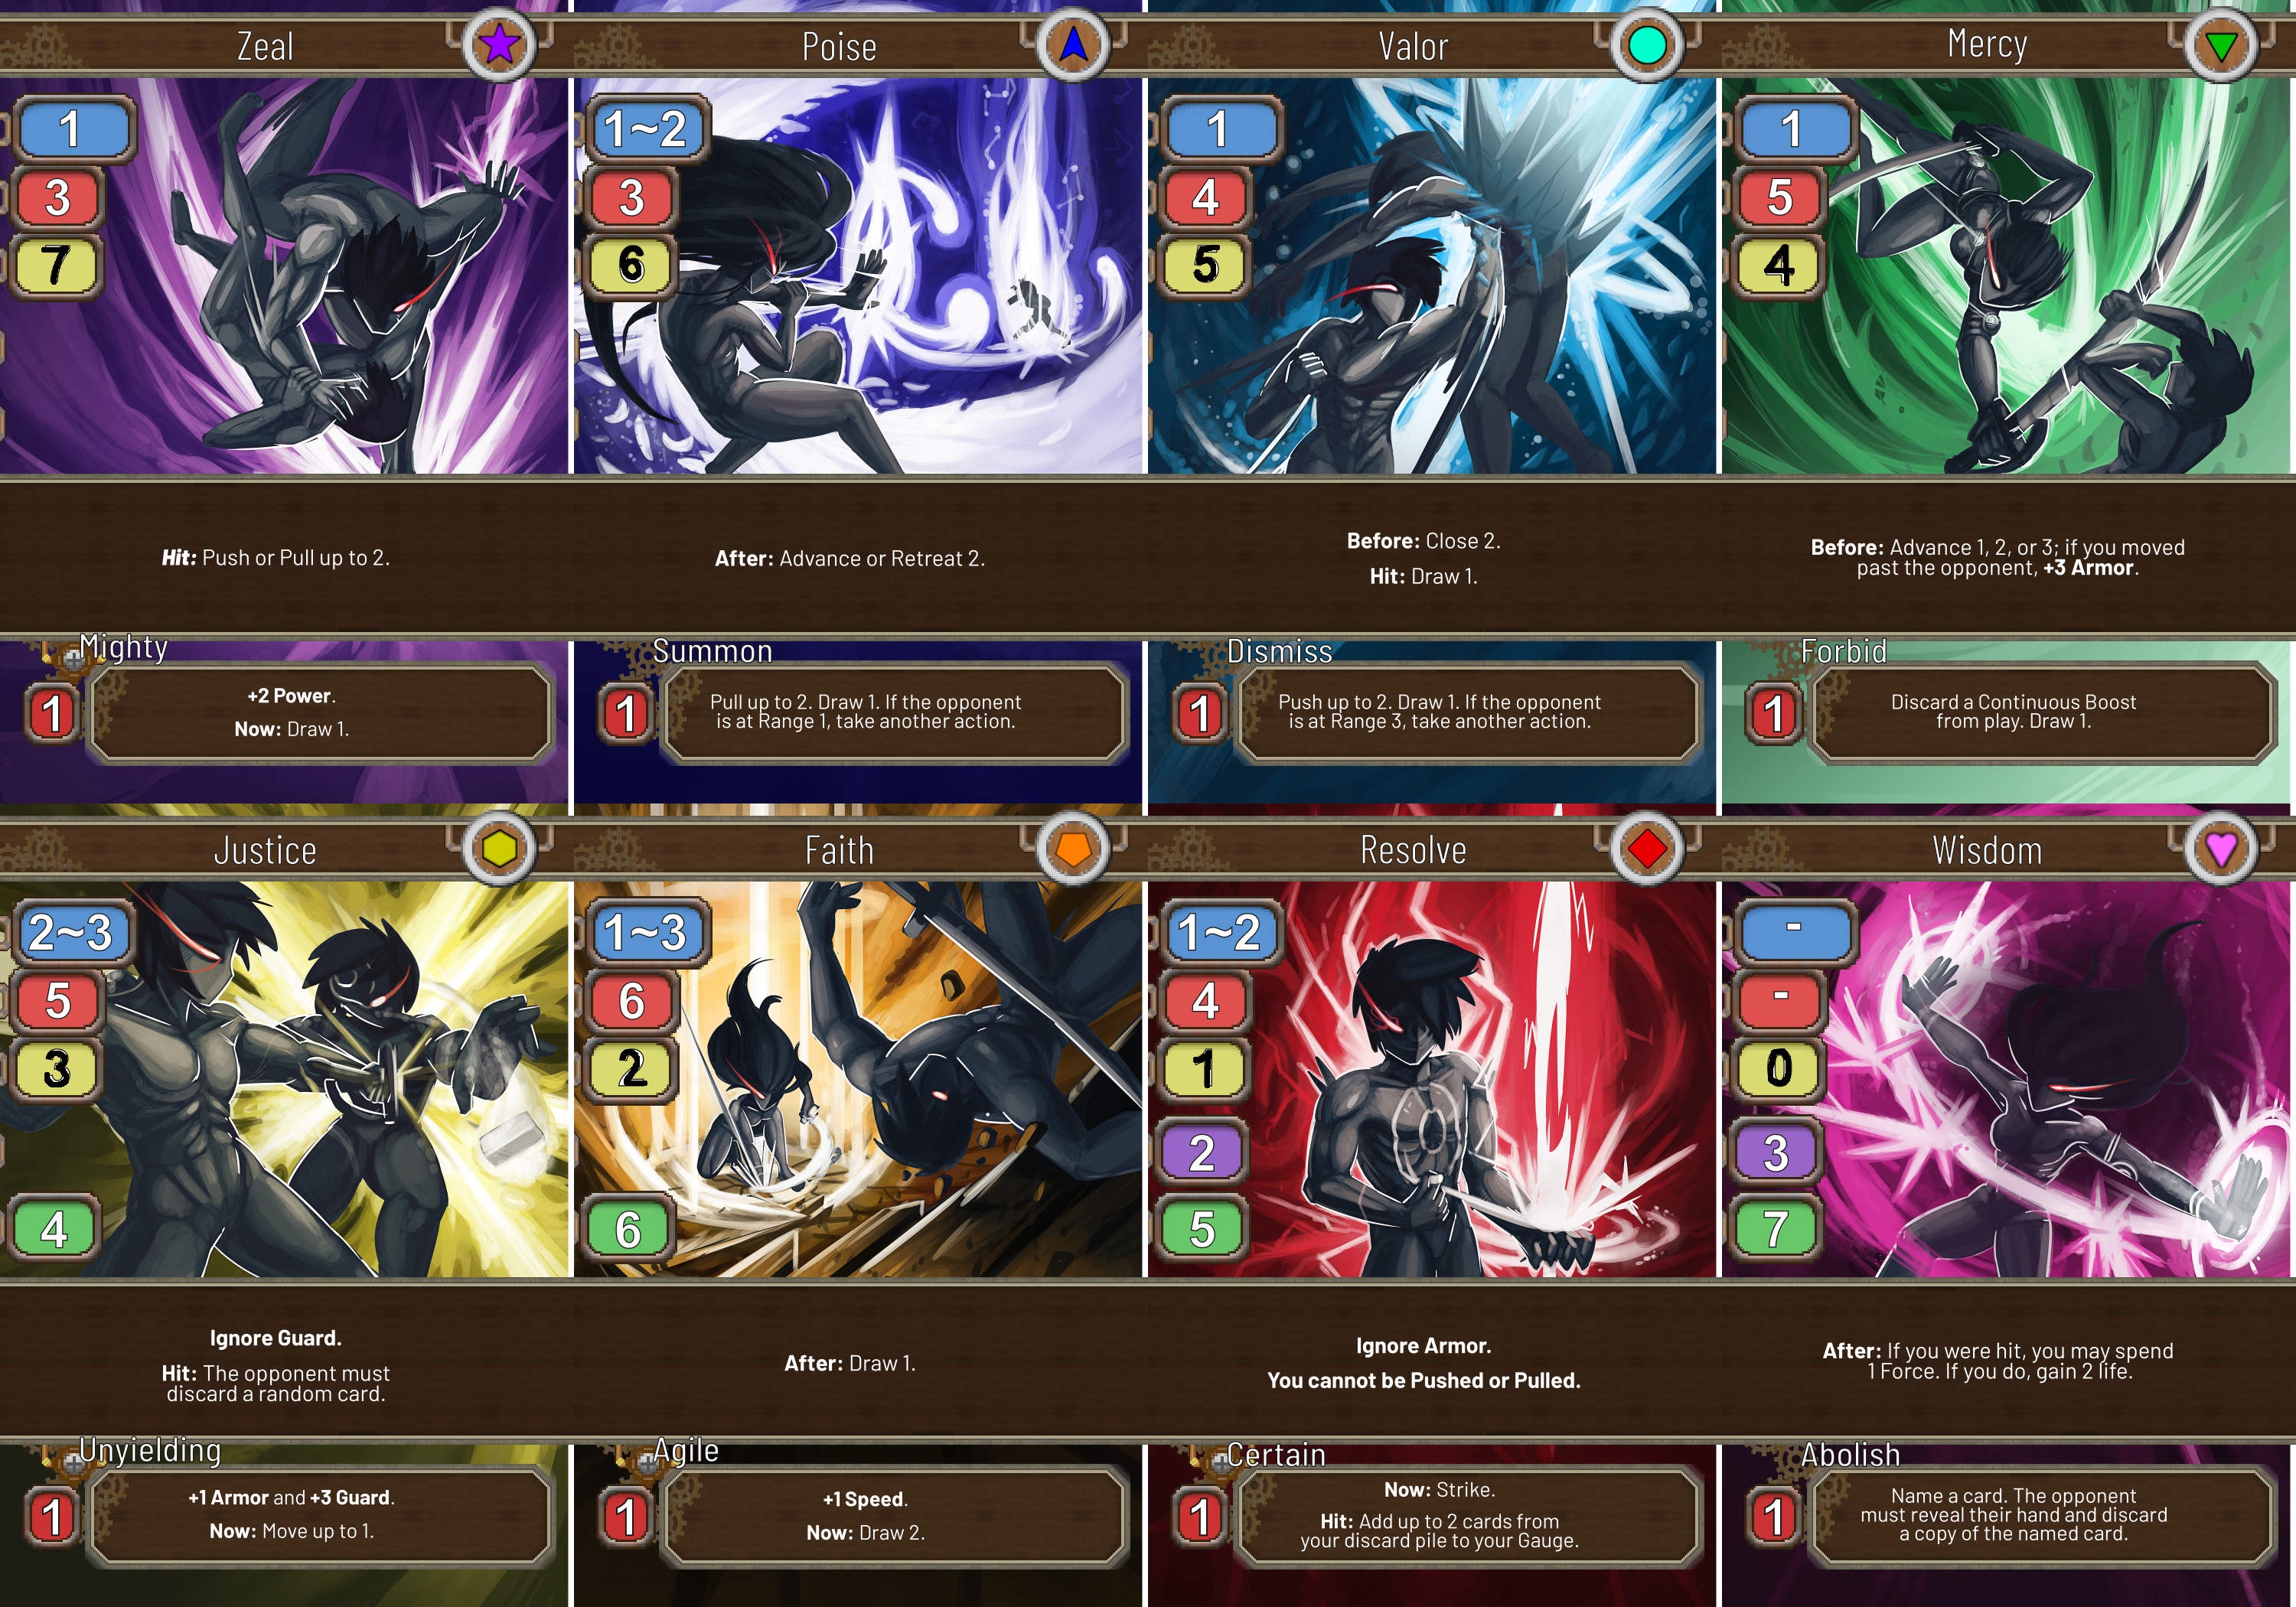 Zeal
1
3
7
Hit: Push or Pull up to 2.
Mighty
1
+2 Power.
Now: Draw 1.
Poise
1~2
3
6
After: Advance or Retreat 2.
Summon
1
Pull up to 2. Draw 1. If the opponent
is at Range 1, take another action.
Valor
1
4
5
Before: Close 2.
Hit: Draw 1.
Dismiss
1
Push up to 2. Draw 1. If the opponent
is at Range 3, take another action.
Mercy
1
5
4
Before: Advance 1, 2, or 3; if you moved
past the opponent, +3 Armor.
Forbid
1
Discard a Continuous Boost
from play. Draw 1.
Justice
2~3
5
3
4
Ignore Guard.
Hit: The opponent must
discard a random card.
Unyielding
1
+1 Armor and +3 Guard.
Now: Move up to 1.
Faith
1~3
6
2
6
After: Draw 1.
Agile
1
+1 Speed.
Now: Draw 2.
Resolve
1~2
4
1
2
5
Ignore Armor.
You cannot be Pushed or Pulled.
Certain
1
Now: Strike.
Hit: Add up to 2 cards from
your discard pile to your Gauge.
Wisdom
-
-
0
3
7
After: If you were hit, you may spend
1 Force. If you do, gain 2 life.
Abolish
1
Name a card. The opponent
must reveal their hand and discard
a copy of the named card.